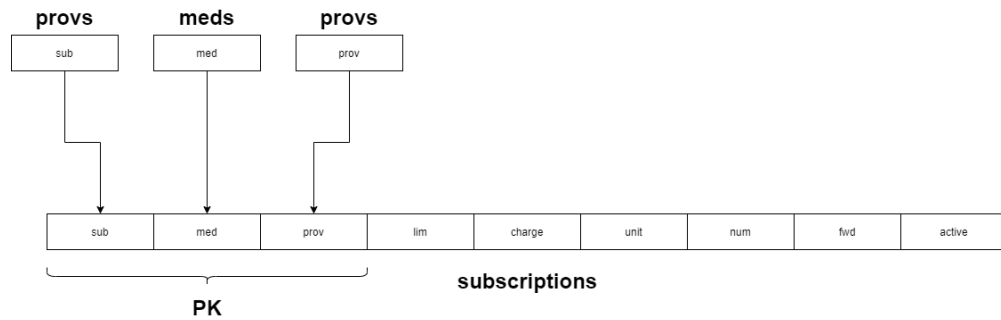 provs meds provs
sub med prov
sub med prov lim charge unit num fwd active
subscriptions
PK